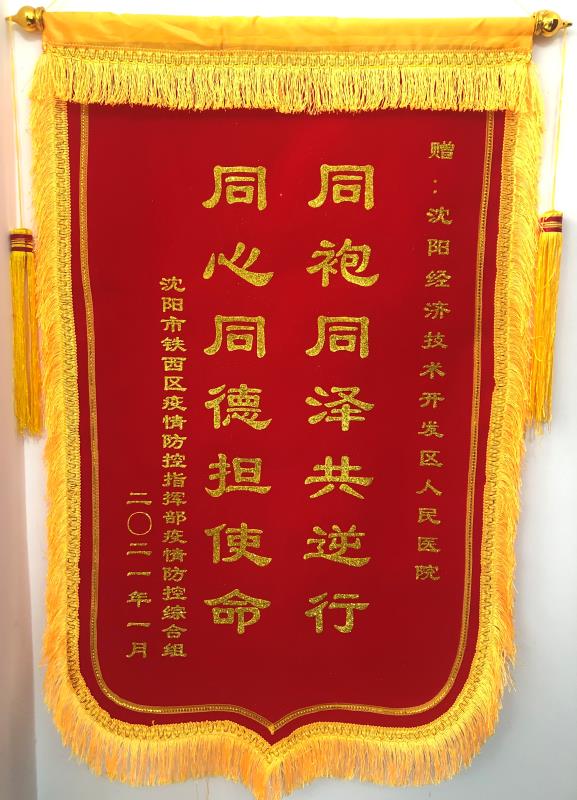 赠：沈阳经济技术开发区人民医院
同袍同泽共逆行
同心同德担使命
沈阳市铁西区疫情防控指挥部疫情防控综合组
二〇二一年一月